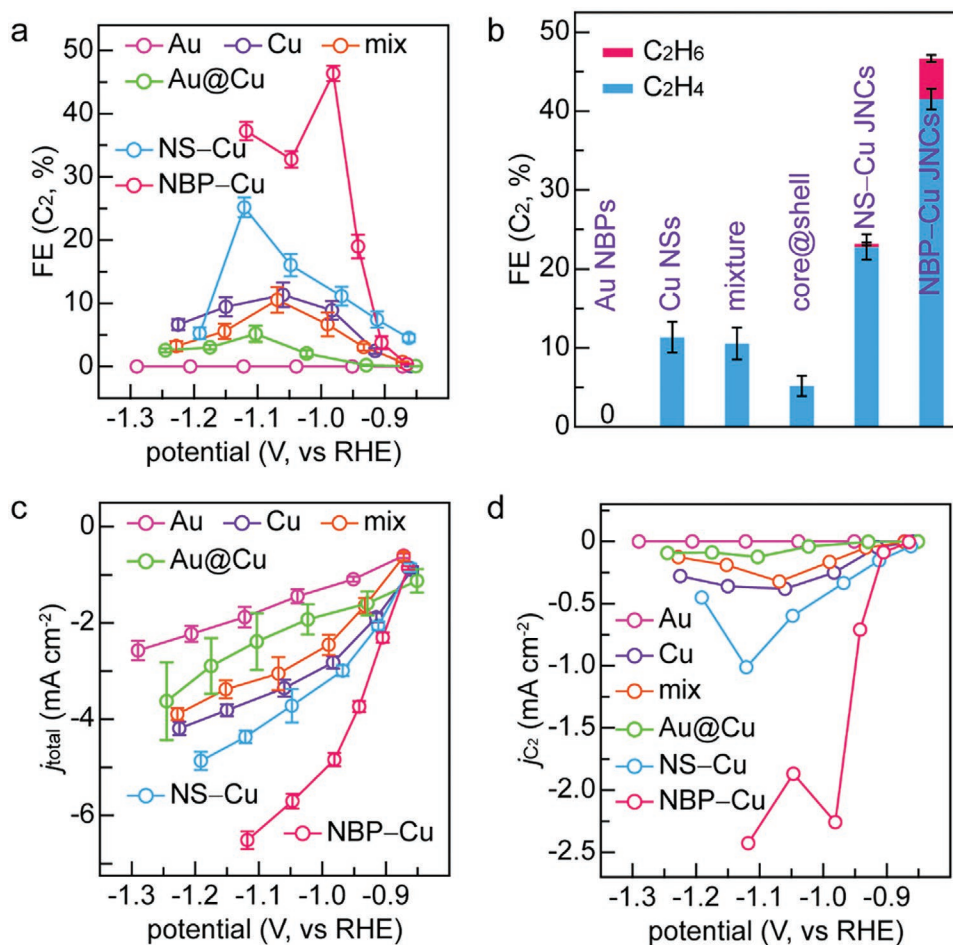 a
Au Cu mix
Au@Cu
NS–Cu
NBP–Cu
FE (C₂, %)
50
40
30
20
10
0
-1.3 -1.2 -1.1 -1.0 -0.9
potential (V, vs RHE)
b
C₂H₆
C₂H₄
FE (C₂, %)
50
40
30
20
10
0
Au NBPs
0
Cu NSs
mixture
core@shell
NS–Cu JNCs
NBP–Cu JNCs
c
Au Cu mix
Au@Cu
NS–Cu
NBP–Cu
jtotal (mA cm⁻²)
0
-2
-4
-6
-1.3 -1.2 -1.1 -1.0 -0.9
potential (V, vs RHE)
d
Au
Cu
mix
Au@Cu
NS–Cu
NBP–Cu
jC₂ (mA cm⁻²)
0
-0.5
-1.0
-1.5
-2.0
-2.5
-1.3 -1.2 -1.1 -1.0 -0.9
potential (V, vs RHE)